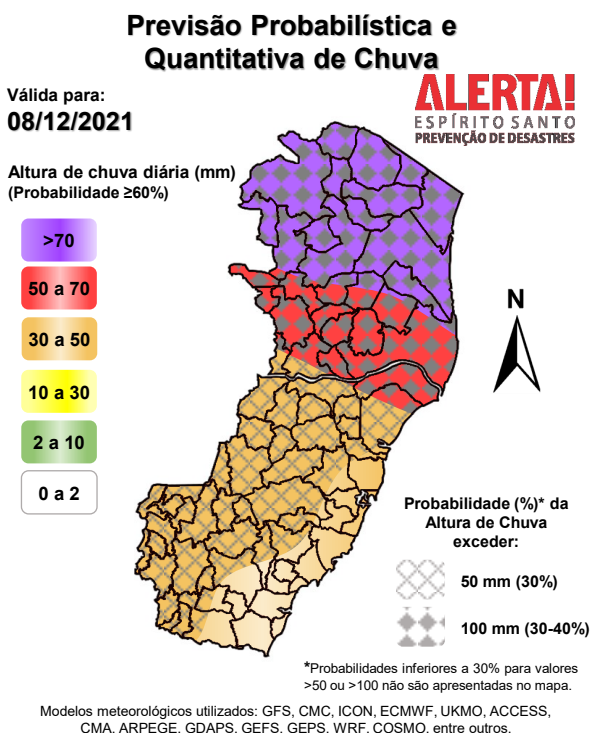 Previsão Probabilística e
Quantitativa de Chuva
Válida para:
08/12/2021
ALERTA!
ESPÍRITO SANTO
PREVENÇÃO DE DESASTRES
Altura de chuva diária (mm)
(Probabilidade ≥60%)
>70
50 a 70
30 a 50
10 a 30
2 a 10
0 a 2
N
Probabilidade (%)* da
Altura de Chuva
exceder:
50 mm (30%)
100 mm (30-40%)
*Probabilidades inferiores a 30% para valores
>50 ou >100 não são apresentadas no mapa.
Modelos meteorológicos utilizados: GFS, CMC, ICON, ECMWF, UKMO, ACCESS,
CMA, ARPEGE, GDAPS, GEFS, GEPS, WRF, COSMO, entre outros.